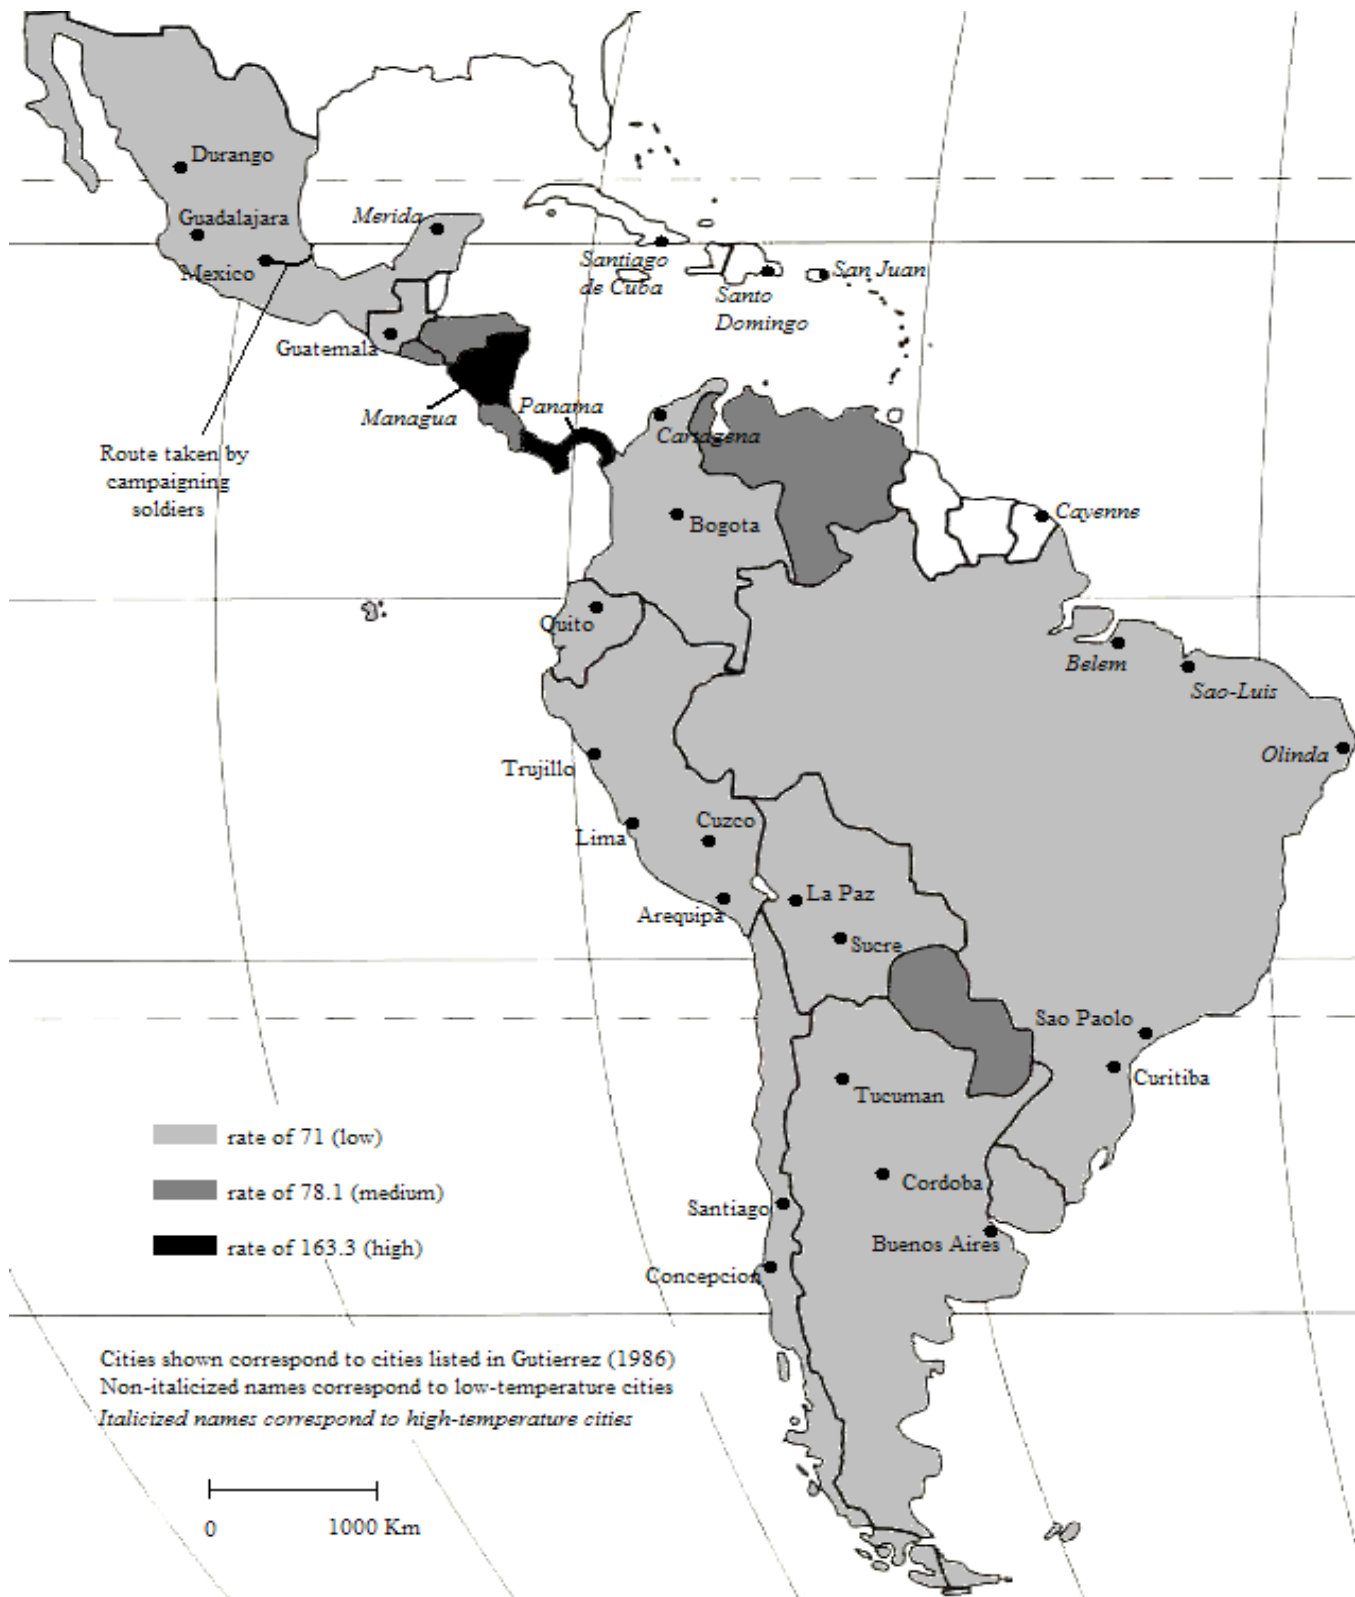 Durango
Guadalajara
Merida
Mexico
Santiago
de Cuba
Santo
Domingo
San Juan
Guatemala
Managua
Panama
Cartagena
Route taken by
campaigning
soldiers
Bogota
Cayenne
Quito
Belem
Sao-Luis
Olinda
Trujillo
Lima
Cuzco
La Paz
Arequipa
Sucre
Sao Paolo
Curitiba
Tucuman
Cordoba
Santiago
Buenos Aires
Concepcion
rate of 71 (low)
rate of 78.1 (medium)
rate of 163.3 (high)
Cities shown correspond to cities listed in Gutierrez (1986)
Non-italicized names correspond to low-temperature cities
Italicized names correspond to high-temperature cities
0 1000 Km